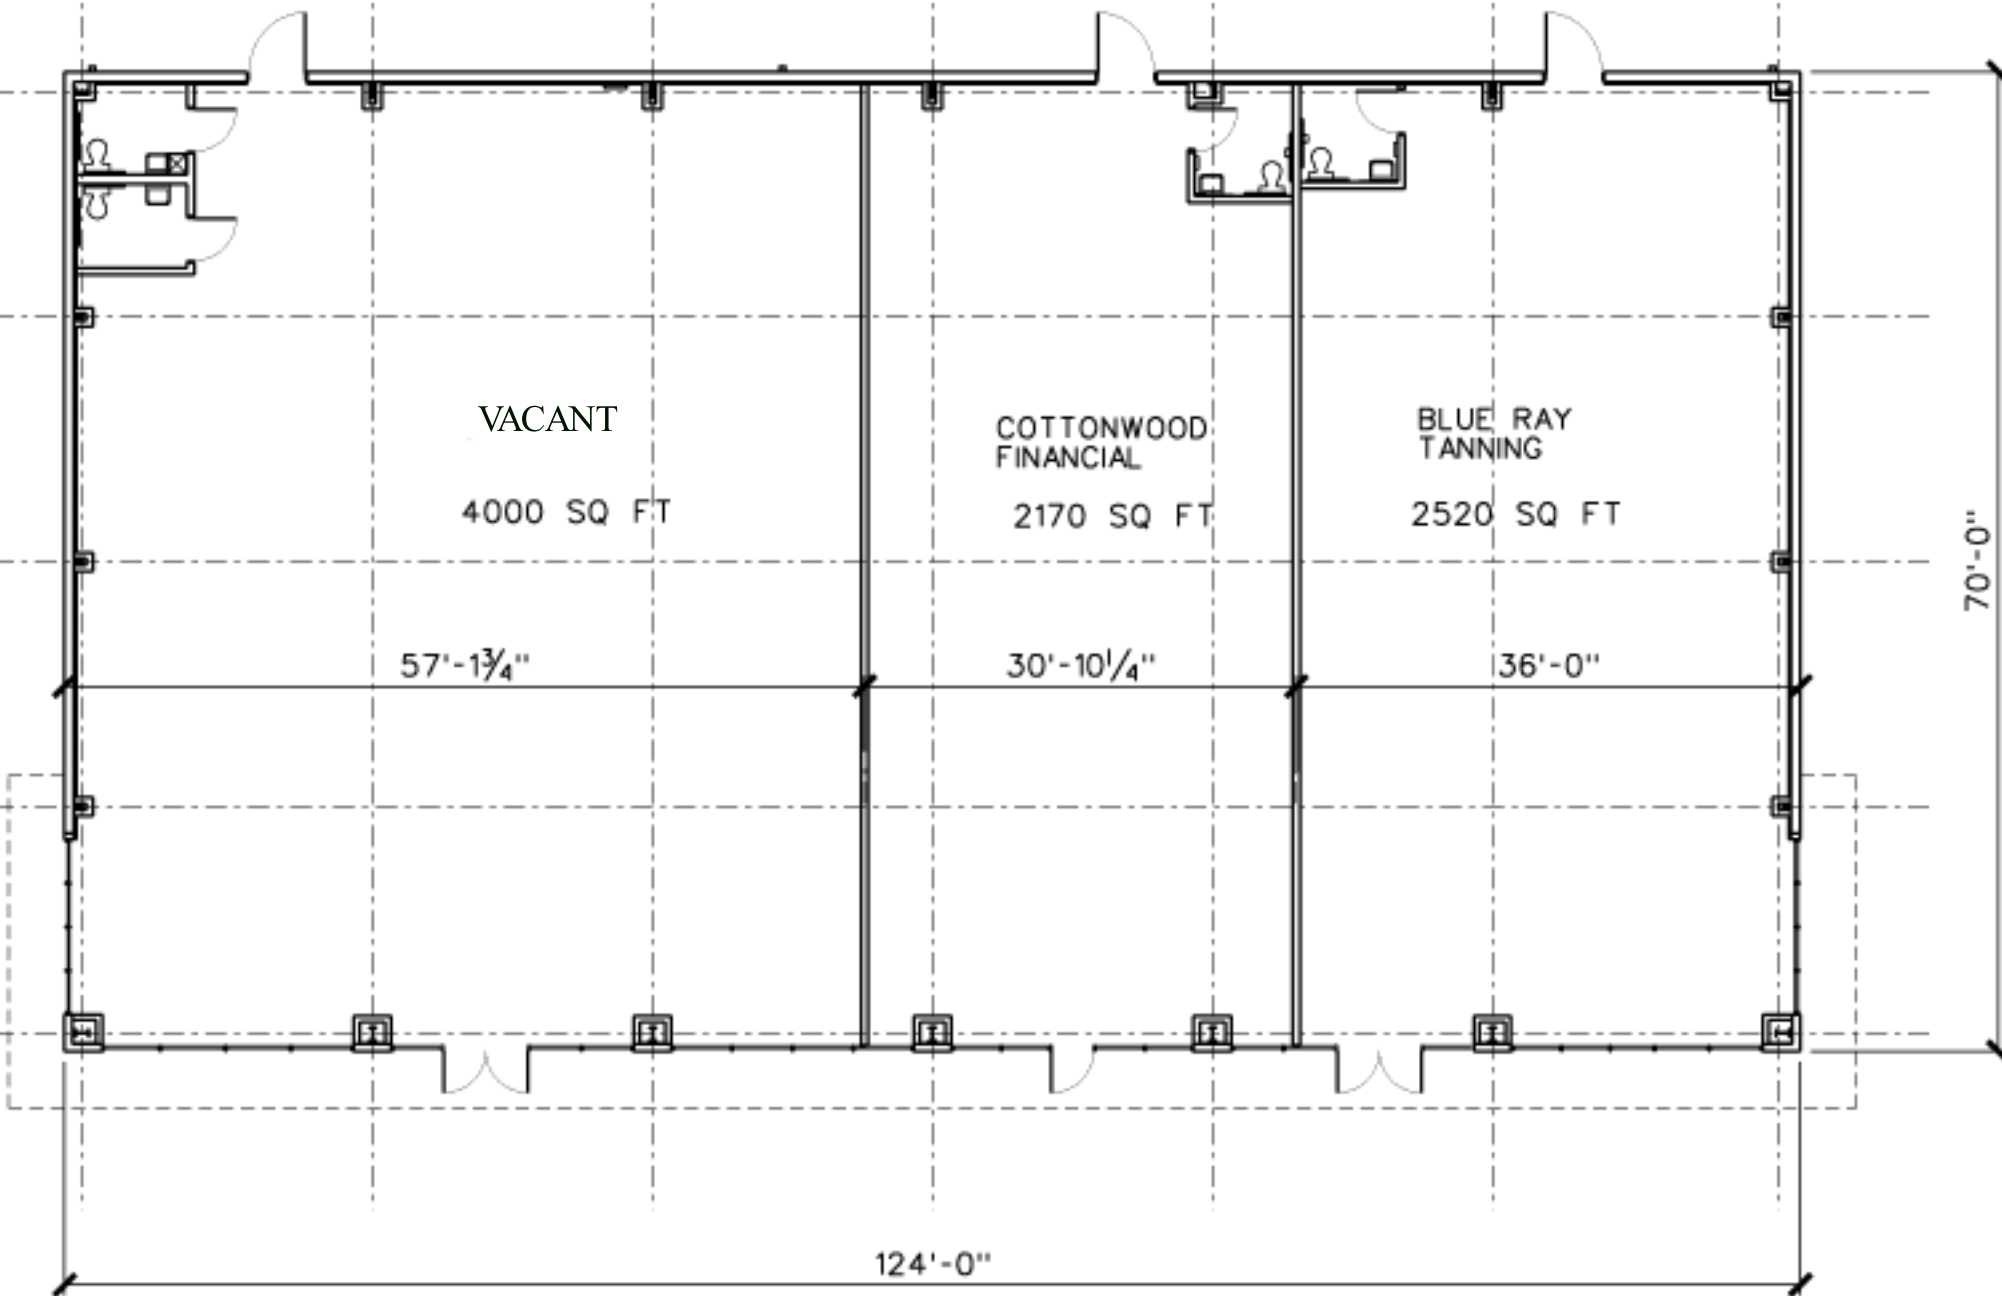 VACANT
4000 SQ FT
COTTONWOOD
FINANCIAL
2170 SQ FT
BLUE RAY
TANNING
2520 SQ FT
57'-1¾"
30'-10¼"
36'-0"
70'-0"
124'-0"